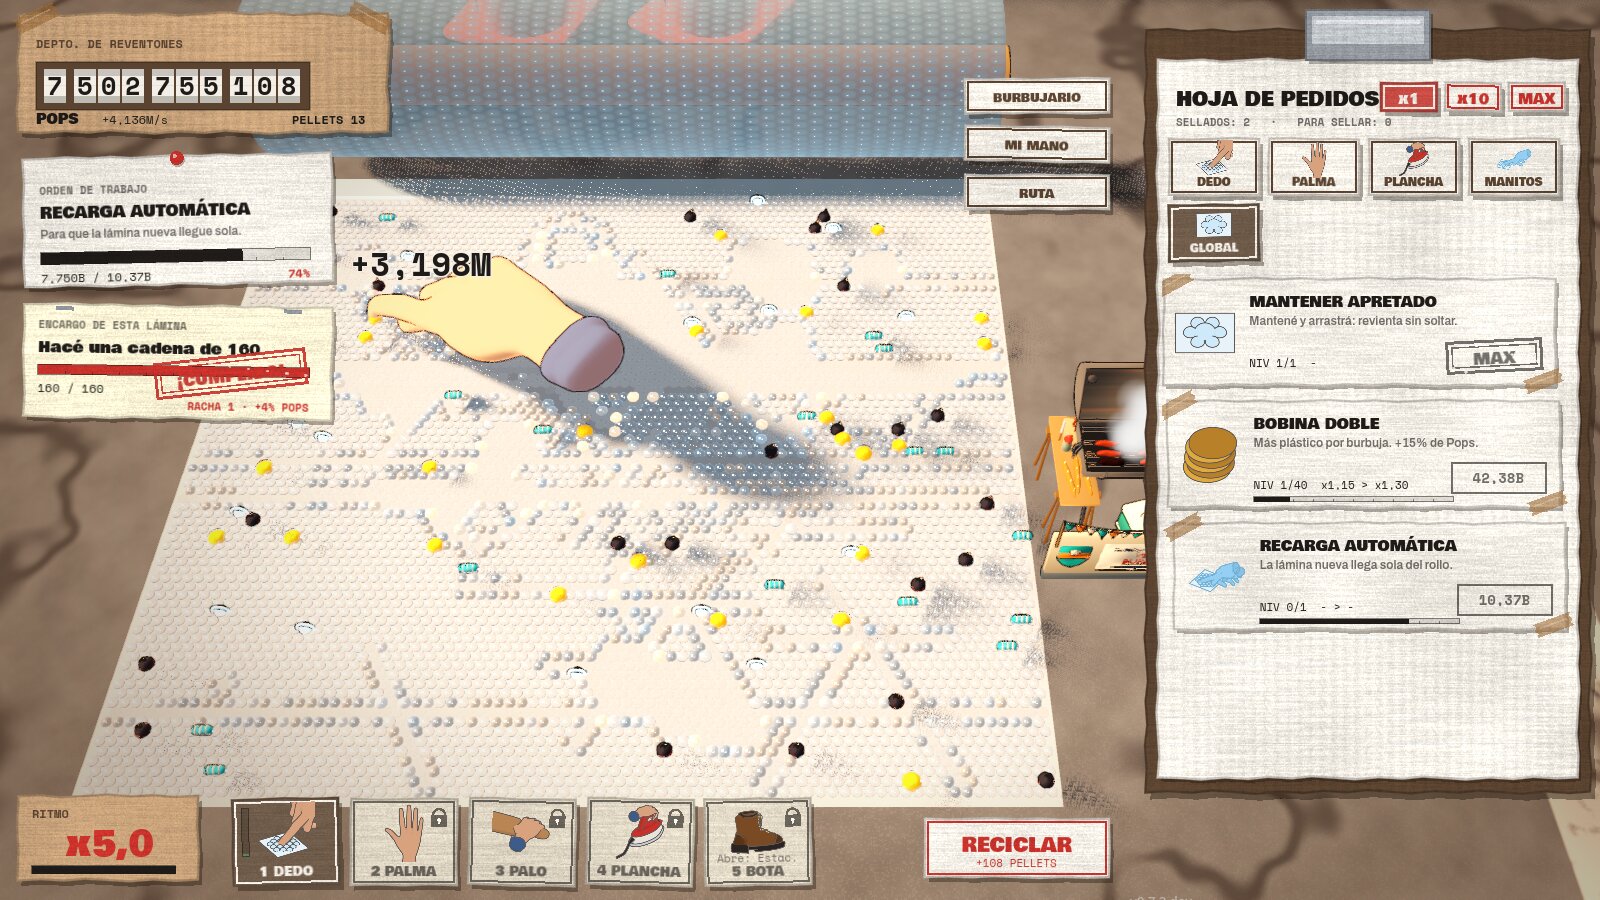 DEPTO. DE REVENTONES
7 502 755 108
POPS +4,136M/s PELLETS 13
ORDEN DE TRABAJO
RECARGA AUTOMÁTICA
Para que la lámina nueva llegue sola.
7,750B / 10,37B 74%
ENCARGO DE ESTA LÁMINA
Hacé una cadena de 160
160 / 160
RACHA 1 · +4% POPS
+3,198M
BURBUJARIO
MI MANO
RUTA
HOJA DE PEDIDOS x1 x10 MAX
SELLADOS: 2 · PARA SELLAR: 0
DEDO PALMA PLANCHA MANITOS
GLOBAL
MANTENER APRETADO
Mantené y arrastrá: revienta sin soltar.
NIV 1/1 - MAX
BOBINA DOBLE
Más plástico por burbuja. +15% de Pops.
NIV 1/40 x1,15 > x1,30 42,38B
RECARGA AUTOMÁTICA
La lámina nueva llega sola del rollo.
NIV 0/1 - > - 10,37B
RITMO
x5,0
1 DEDO
2 PALMA
3 PALO
4 PLANCHA
Abre: Estac.
5 BOTA
RECICLAR
+108 PELLETS